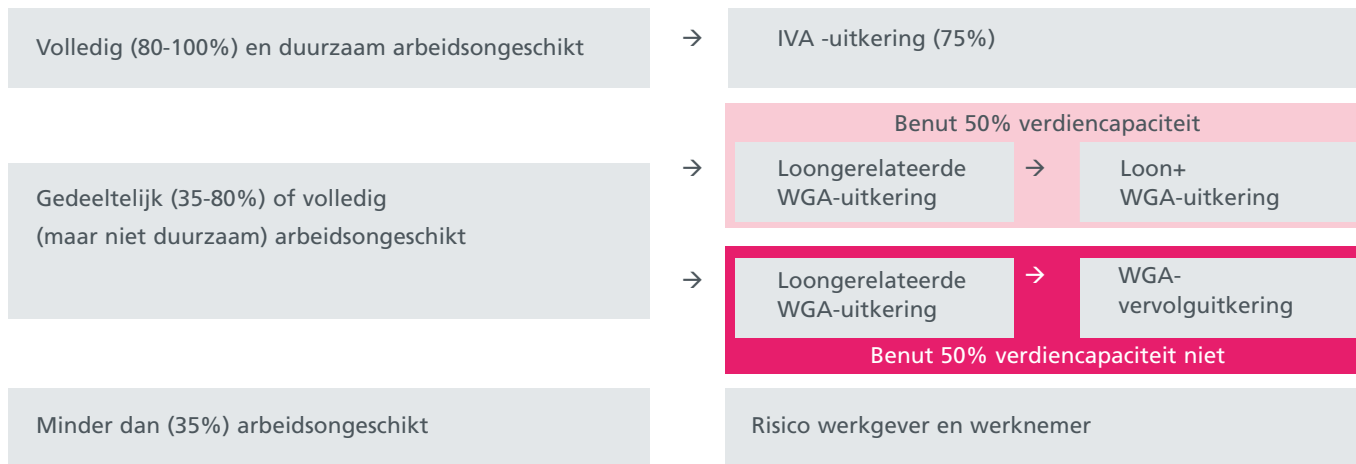 Volledig (80-100%) en duurzaam arbeidsongeschikt
→
IVA -uitkering (75%)
Gedeeltelijk (35-80%) of volledig
(maar niet duurzaam) arbeidsongeschikt
→
Benut 50% verdiencapaciteit
Loongerelateerde
WGA-uitkering
→
Loon+
WGA-uitkering
→
Loongerelateerde
WGA-uitkering
→
WGA-
vervolguitkering
Benut 50% verdiencapaciteit niet
Minder dan (35%) arbeidsongeschikt
Risico werkgever en werknemer